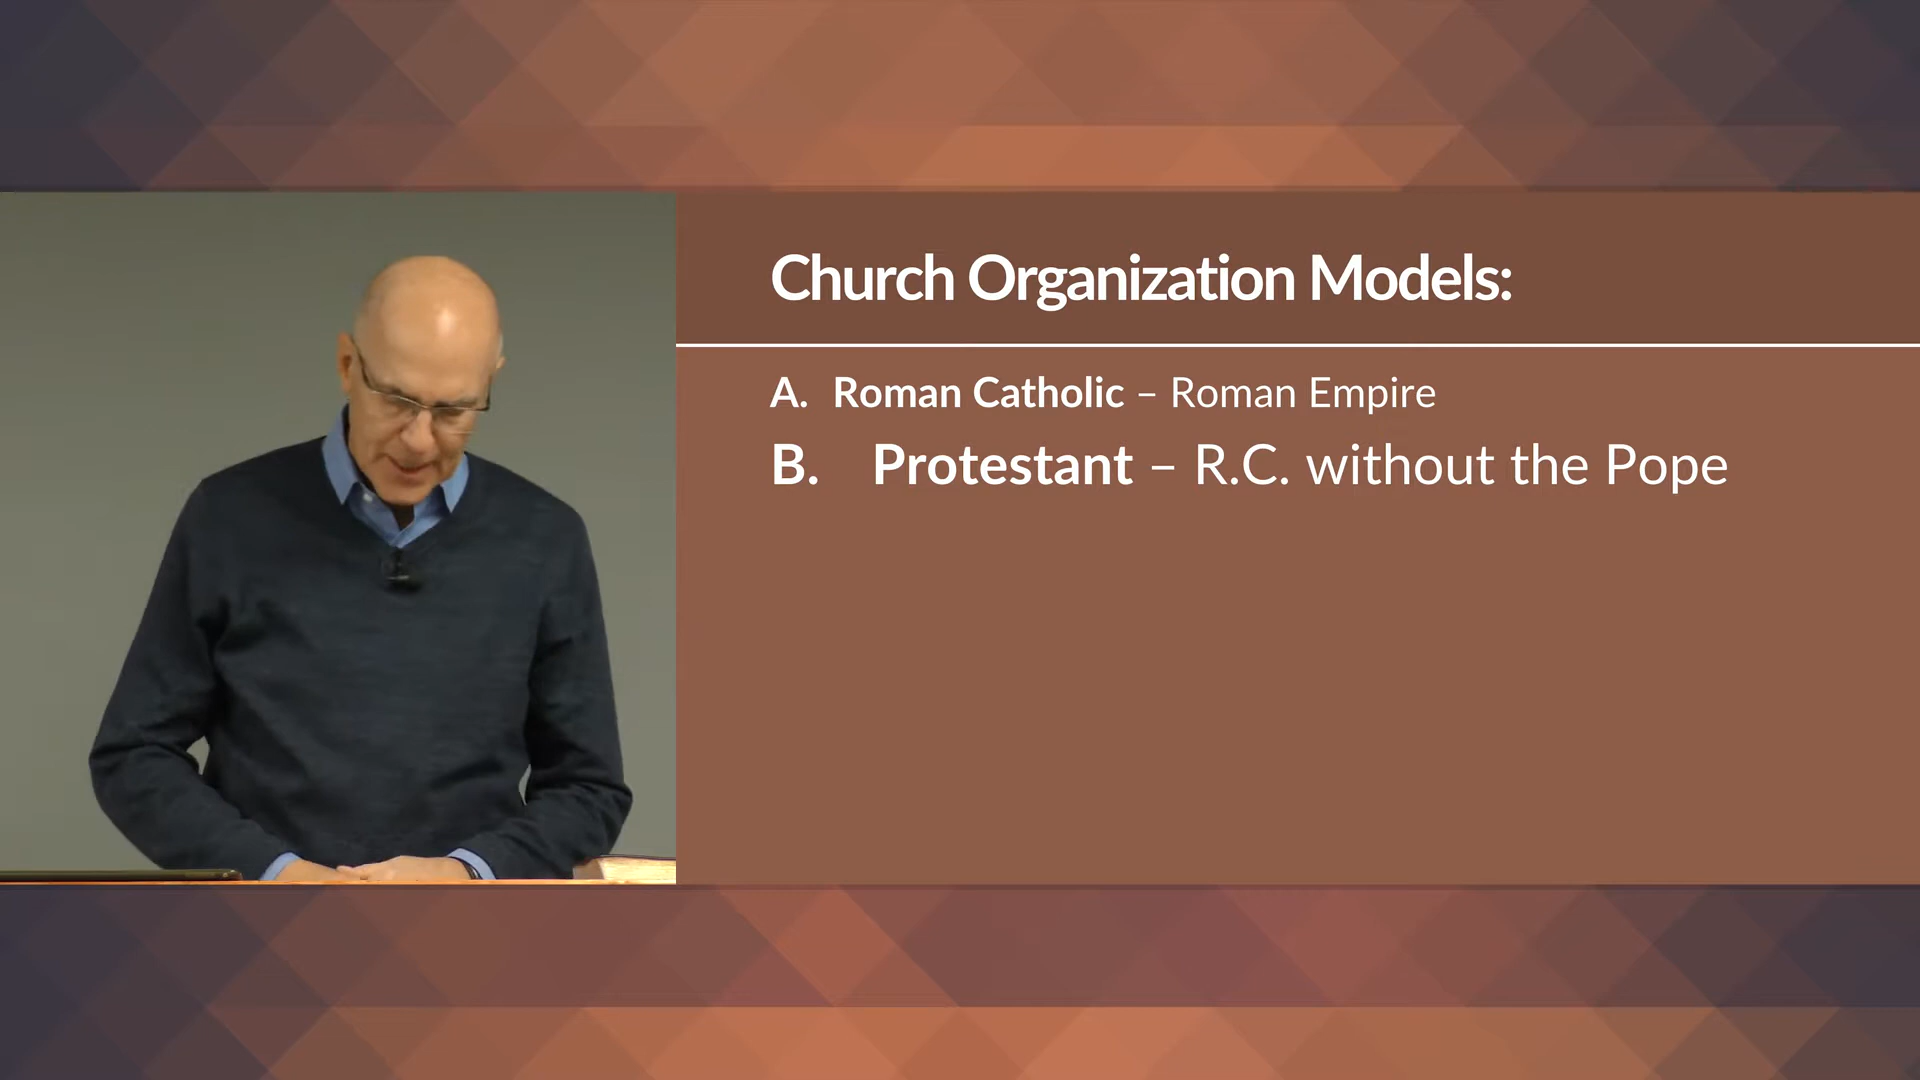 Church Organization Models:
A. Roman Catholic – Roman Empire
B. Protestant – R.C. without the Pope